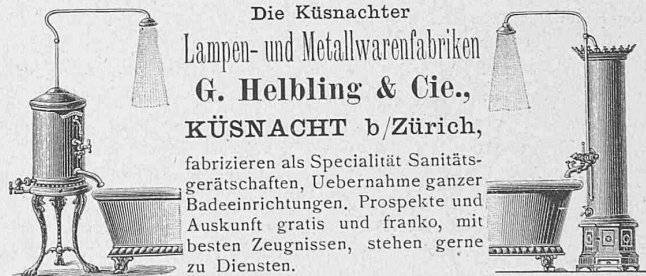 Die Küsnachter
Lampen- und Metallwarenfabriken
G. Helbling & Cie.,
KÜSNACHT b/Zürich,
fabrizieren als Specialität Sanitäts-
gerätschaften, Uebernahme ganzer
Badeeinrichtungen. Prospekte und
Auskunft gratis und franko, mit
besten Zeugnissen, stehen gerne
zu Diensten.